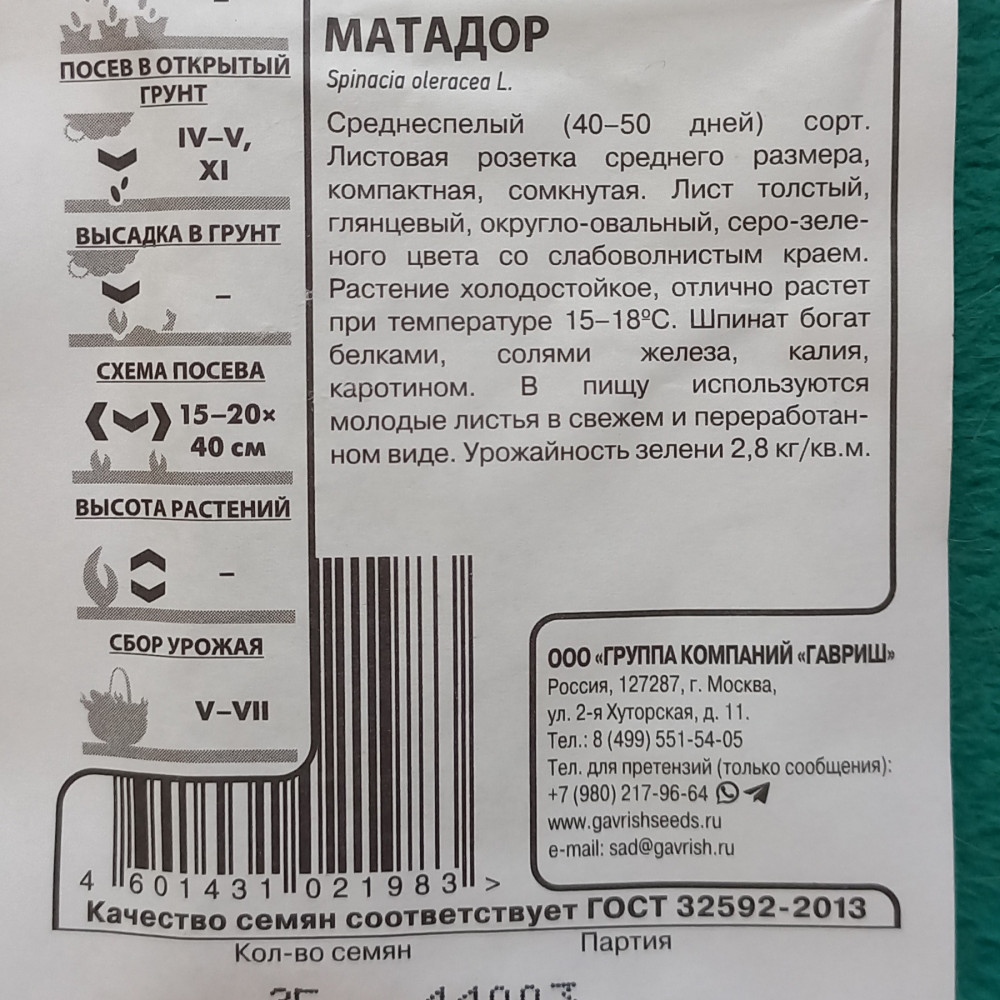 ПОСЕВ В ОТКРЫТЫЙ
ГРУНТ
IV–V,
XI
ВЫСАДКА В ГРУНТ
–
СХЕМА ПОСЕВА
15–20×
40 см
ВЫСОТА РАСТЕНИЙ
–
СБОР УРОЖАЯ
V–VII
МАТАДОР
Spinacia oleracea L.
Среднеспелый (40–50 дней) сорт.
Листовая розетка среднего размера,
компактная, сомкнутая. Лист толстый,
глянцевый, округло-овальный, серо-зеле-
ного цвета со слабоволнистым краем.
Растение холодостойкое, отлично растет
при температуре 15–18ºС. Шпинат богат
белками, солями железа, калия,
каротином. В пищу используются
молодые листья в свежем и переработан-
ном виде. Урожайность зелени 2,8 кг/кв.м.
ООО «ГРУППА КОМПАНИЙ «ГАВРИШ»
Россия, 127287, г. Москва,
ул. 2-я Хуторская, д. 11.
Тел.: 8 (499) 551-54-05
Тел. для претензий (только сообщения):
+7 (980) 217-96-64
www.gavrishseeds.ru
e-mail: sad@gavrish.ru
4 601431 021983 >
Качество семян соответствует ГОСТ 32592-2013
Кол-во семян Партия